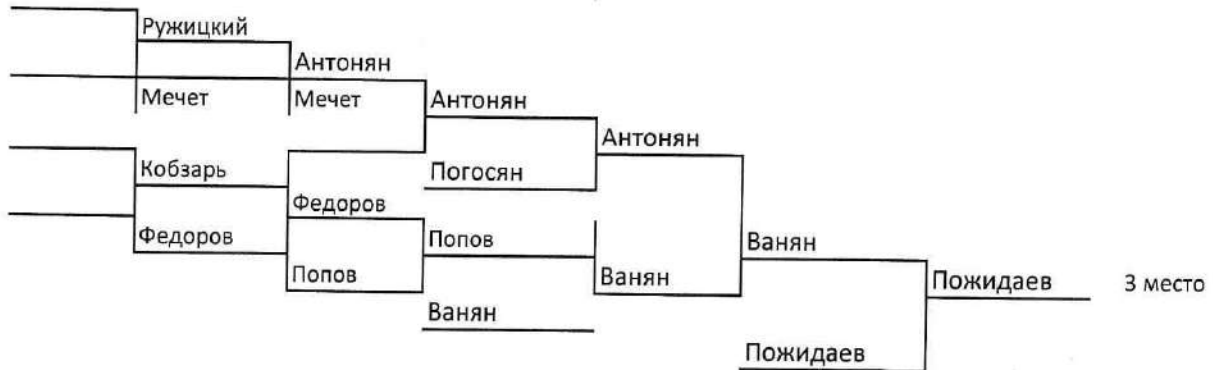 Ружицкий
Антонян
Мечет
Мечет
Антонян
Антонян
Кобзарь
Погосян
Федоров
Федоров
Попов
Ванян
Попов
Ванян
Пожидаев
3 место
Ванян
Пожидаев